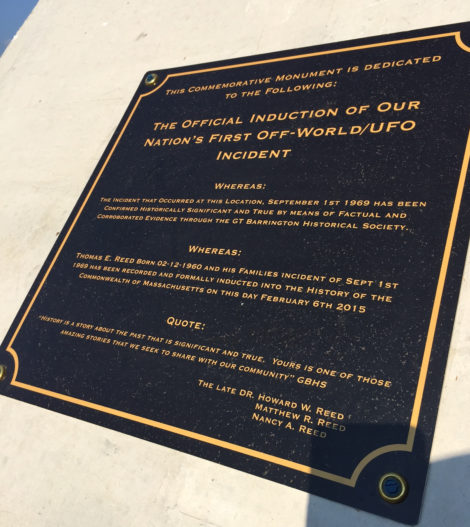 This Commemorative Monument is dedicated
to the Following:
The Official Induction of Our
Nation's First Off-World/UFO
Incident
Whereas:
The Incident that Occurred at this Location, September 1st 1969 has been
Confirmed Historically Significant and True by means of Factual and
Corroborated Evidence through the GT Barrington Historical Society.
Whereas:
Thomas E. Reed Born 02-12-1960 and his Families incident of Sept 1st
1969 has been recorded and formally inducted into the History of the
Commonwealth of Massachusetts on this day February 6th 2015
Quote:
"History is a story about the past that is significant and true. Yours is one of those
amazing stories that we seek to share with our community" GBHS
The Late Dr. Howard W. Reed
Matthew R. Reed
Nancy A. Reed